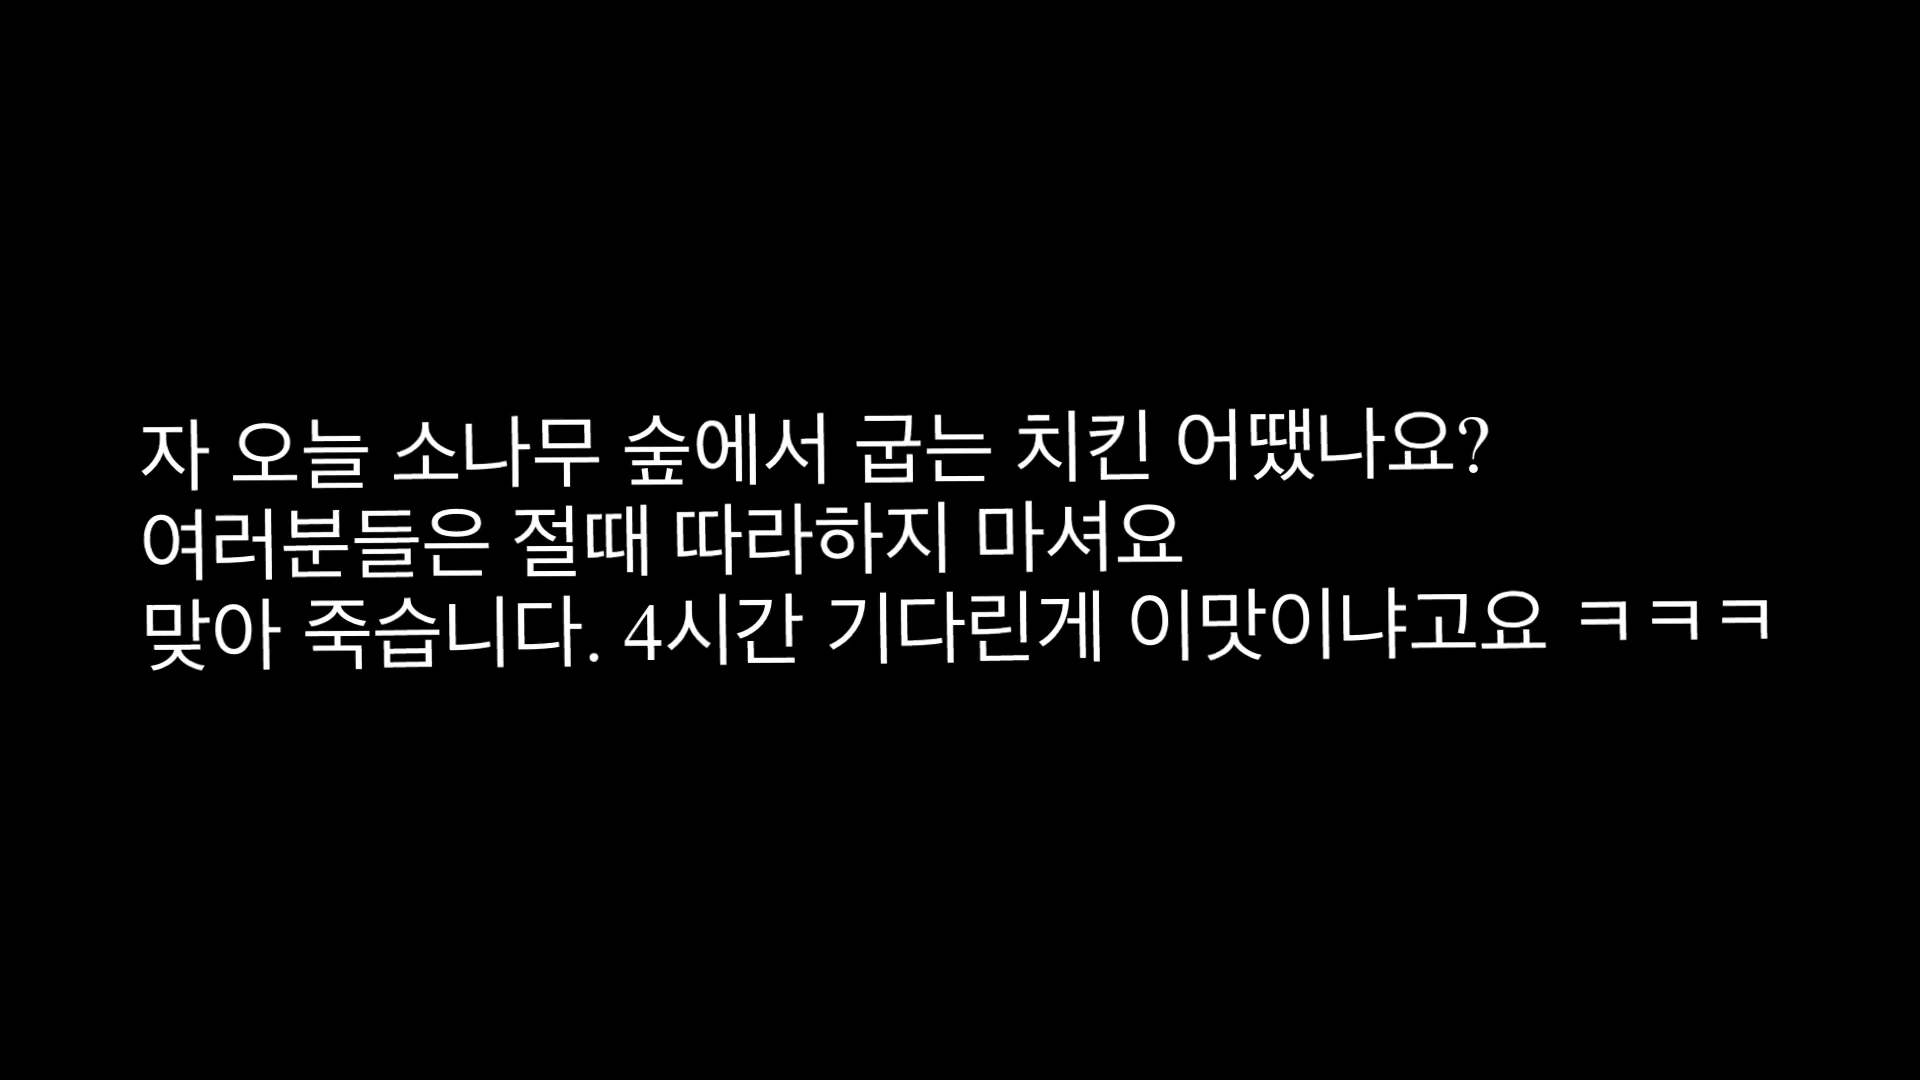 자 오늘 소나무 숲에서 굽는 치킨 어땠나요?
여러분들은 절때 따라하지 마셔요
맞아 죽습니다. 4시간 기다린게 이맛이냐고요 ㅋㅋㅋ